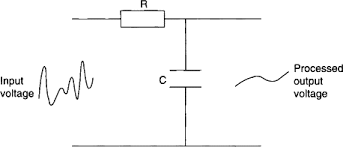 R
Input
voltage
C
Processed
output
voltage